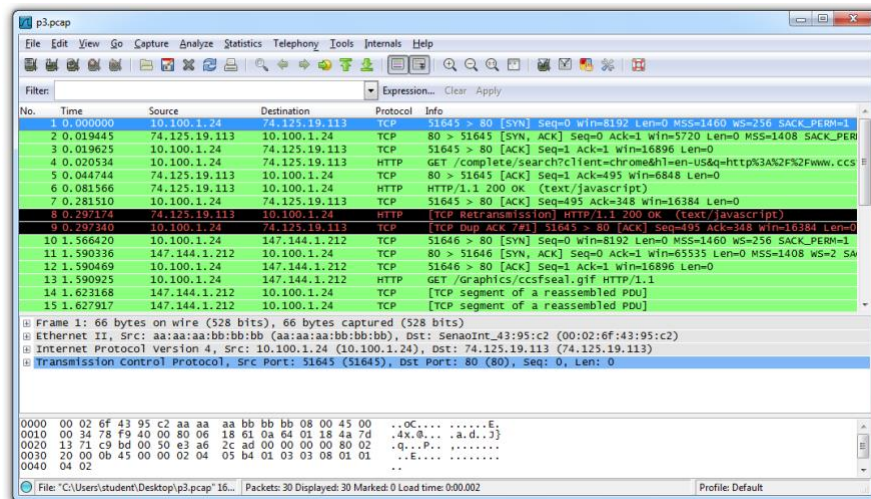 p3.pcap
File Edit View Go Capture Analyze Statistics Telephony Tools Internals Help
Filter: Expression... Clear Apply
No. Time Source Destination Protocol Info
1 0.000000 10.100.1.24 74.125.19.113 TCP 51645 > 80 [SYN] Seq=0 Win=8192 Len=0 MSS=1460 WS=256 SACK_PERM=1
2 0.019445 74.125.19.113 10.100.1.24 TCP 80 > 51645 [SYN, ACK] Seq=0 Ack=1 Win=5720 Len=0 MSS=1408 SACK_PER
3 0.019625 10.100.1.24 74.125.19.113 TCP 51645 > 80 [ACK] Seq=1 Ack=1 Win=16896 Len=0
4 0.020534 10.100.1.24 74.125.19.113 HTTP GET /complete/search?client=chrome&hl=en-US&q=http%3A%2F%2Fwww.ccs
5 0.044744 74.125.19.113 10.100.1.24 TCP 80 > 51645 [ACK] Seq=1 Ack=495 Win=6848 Len=0
6 0.081566 74.125.19.113 10.100.1.24 HTTP HTTP/1.1 200 OK (text/javascript)
7 0.281510 10.100.1.24 74.125.19.113 TCP 51645 > 80 [ACK] Seq=495 Ack=348 Win=16384 Len=0
8 0.297174 74.125.19.113 10.100.1.24 HTTP [TCP Retransmission] HTTP/1.1 200 OK (text/javascript)
9 0.297340 10.100.1.24 74.125.19.113 TCP [TCP Dup ACK 7#1] 51645 > 80 [ACK] Seq=495 Ack=348 Win=16384 Len=0
10 1.566420 10.100.1.24 147.144.1.212 TCP 51646 > 80 [SYN] Seq=0 Win=8192 Len=0 MSS=1460 WS=256 SACK_PERM=1
11 1.590336 147.144.1.212 10.100.1.24 TCP 80 > 51646 [SYN, ACK] Seq=0 Ack=1 Win=65535 Len=0 MSS=1408 WS=2 SA
12 1.590469 10.100.1.24 147.144.1.212 TCP 51646 > 80 [ACK] Seq=1 Ack=1 Win=16896 Len=0
13 1.590925 10.100.1.24 147.144.1.212 HTTP GET /Graphics/ccsfseal.gif HTTP/1.1
14 1.623168 147.144.1.212 10.100.1.24 TCP [TCP segment of a reassembled PDU]
15 1.627917 147.144.1.212 10.100.1.24 TCP [TCP segment of a reassembled PDU]
Frame 1: 66 bytes on wire (528 bits), 66 bytes captured (528 bits)
Ethernet II, Src: aa:aa:aa:bb:bb:bb (aa:aa:aa:bb:bb:bb), Dst: SenaoInt_43:95:c2 (00:02:6f:43:95:c2)
Internet Protocol Version 4, Src: 10.100.1.24 (10.100.1.24), Dst: 74.125.19.113 (74.125.19.113)
Transmission Control Protocol, Src Port: 51645 (51645), Dst Port: 80 (80), Seq: 0, Len: 0
0000 00 02 6f 43 95 c2 aa aa aa bb bb bb 08 00 45 00 ..oC.... ......E.
0010 00 34 78 f9 40 00 80 06 18 61 0a 64 01 18 4a 7d .4x.@... .a.d..J}
0020 13 71 c9 bd 00 50 e3 a6 2c ad 00 00 00 00 80 02 .q...P.. ,.......
0030 20 00 0b 45 00 00 02 04 05 b4 01 03 03 08 01 01 ..E.... ........
0040 04 02 ..
File: "C:\Users\student\Desktop\p3.pcap" 16... Packets: 30 Displayed: 30 Marked: 0 Load time: 0:00.002 Profile: Default